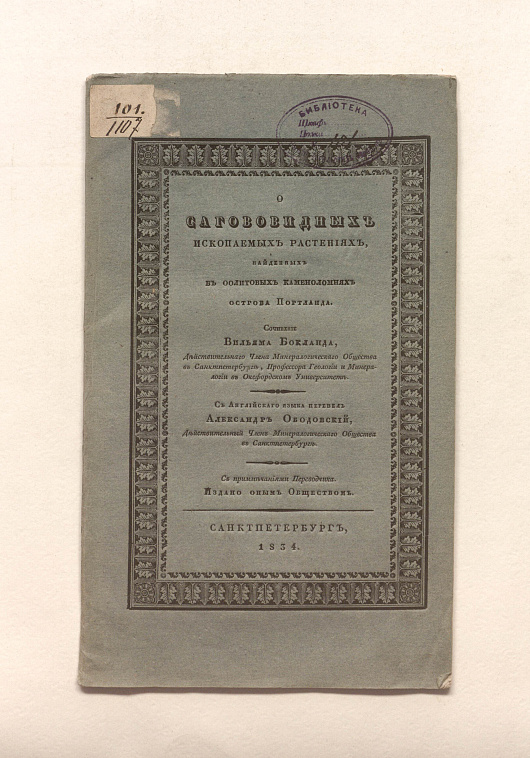 101.
1107
БИБЛІОТЕКА
О
САГОВОВИДНЫХЪ
ИСКОПАЕМЫХЪ РАСТЕНІЯХЪ,
НАЙДЕННЫХЪ
ВЪ ООЛИТОВЫХЪ КАМЕНОЛОМНЯХЪ
ОСТРОВА ПОРТЛАНДА.
Сочиненіе
Вильяма Бокланда,
Дѣйствительнаго Члена Минералогическаго Общества
въ Санктпетербургѣ, Профессора Геологіи и Минера-
логіи въ Оксфордскомъ Университетѣ.
Съ Англійскаго языка перевелъ
Александръ Ободовскій,
Дѣйствительный Членъ Минералогическаго Общества
въ Санктпетербургѣ.
Съ примѣчаніями Переводчика.
Издано онымъ Обществомъ.
САНКТПЕТЕРБУРГЪ,
1834.